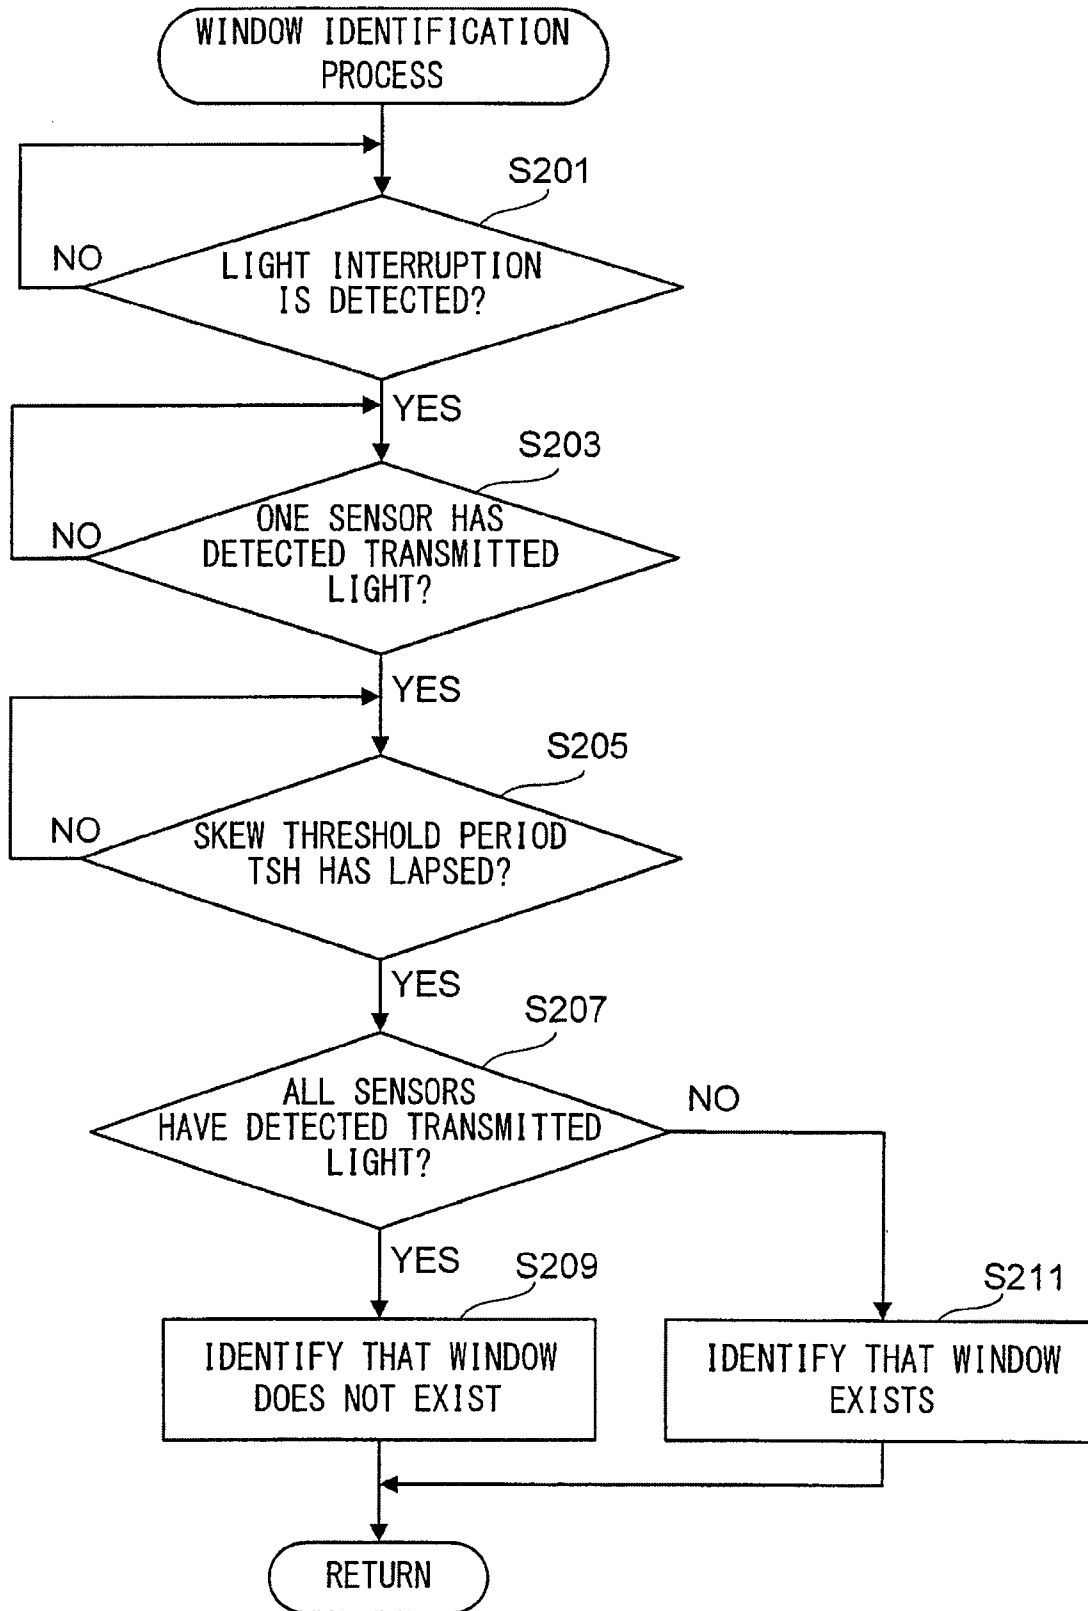 WINDOW IDENTIFICATION
PROCESS
S201
NO
LIGHT INTERRUPTION
IS DETECTED?
YES
S203
NO
ONE SENSOR HAS
DETECTED TRANSMITTED
LIGHT?
YES
S205
NO
SKEW THRESHOLD PERIOD
TSH HAS LAPSED?
YES
S207
ALL SENSORS
HAVE DETECTED TRANSMITTED
LIGHT?
NO
YES
S209
S211
IDENTIFY THAT WINDOW
DOES NOT EXIST
IDENTIFY THAT WINDOW
EXISTS
RETURN